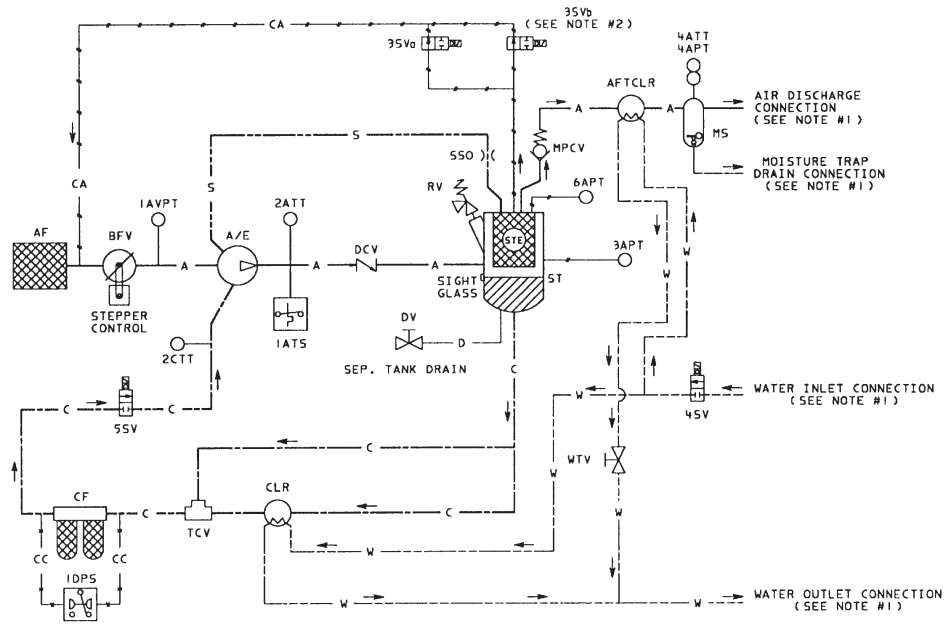 CA
3SVb
(SEE NOTE #2)
3SVa
4ATT
4APT
AFTCLR
A
A
AIR DISCHARGE
CONNECTION
(SEE NOTE #1)
MS
S
SSO
MPCV
MOISTURE TRAP
DRAIN CONNECTION
(SEE NOTE #1)
CA
S
RV
6APT
1AVPT
2ATT
W
W
AF
BFV
A/E
DCV
STE
A
A
A
3APT
SIGHT
GLASS
ST
STEPPER
CONTROL
1ATS
DV
D
2CTT
SEP. TANK DRAIN
C
W
WATER INLET CONNECTION
(SEE NOTE #1)
C
C
5SV
4SV
C
WTV
W
CF
CLR
C
C
W
TCV
CC
CC
W
1DPS
W
W
WATER OUTLET CONNECTION
(SEE NOTE #1)